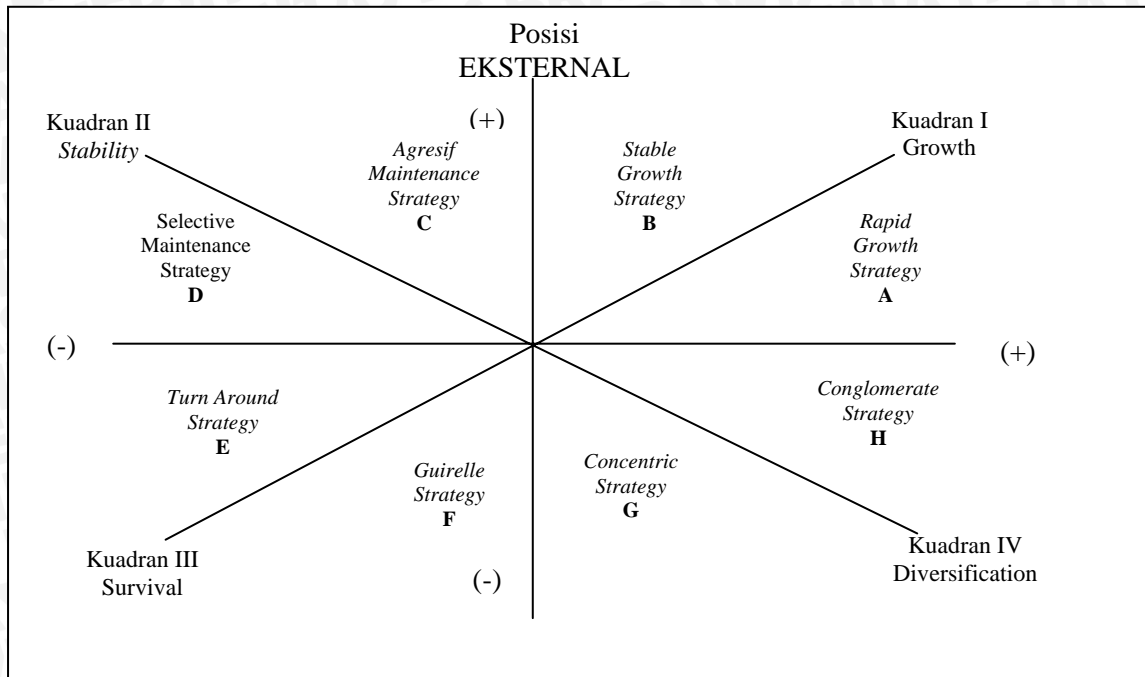 Posisi
EKSTERNAL
(+)
Kuadran II
Stability
Agresif
Maintenance
Strategy
C
Stable
Growth
Strategy
B
Kuadran I
Growth
Selective
Maintenance
Strategy
D
Rapid
Growth
Strategy
A
(-)
(+)
Turn Around
Strategy
E
Guirelle
Strategy
F
Concentric
Strategy
G
Conglomerate
Strategy
H
Kuadran III
Survival
(-)
Kuadran IV
Diversification